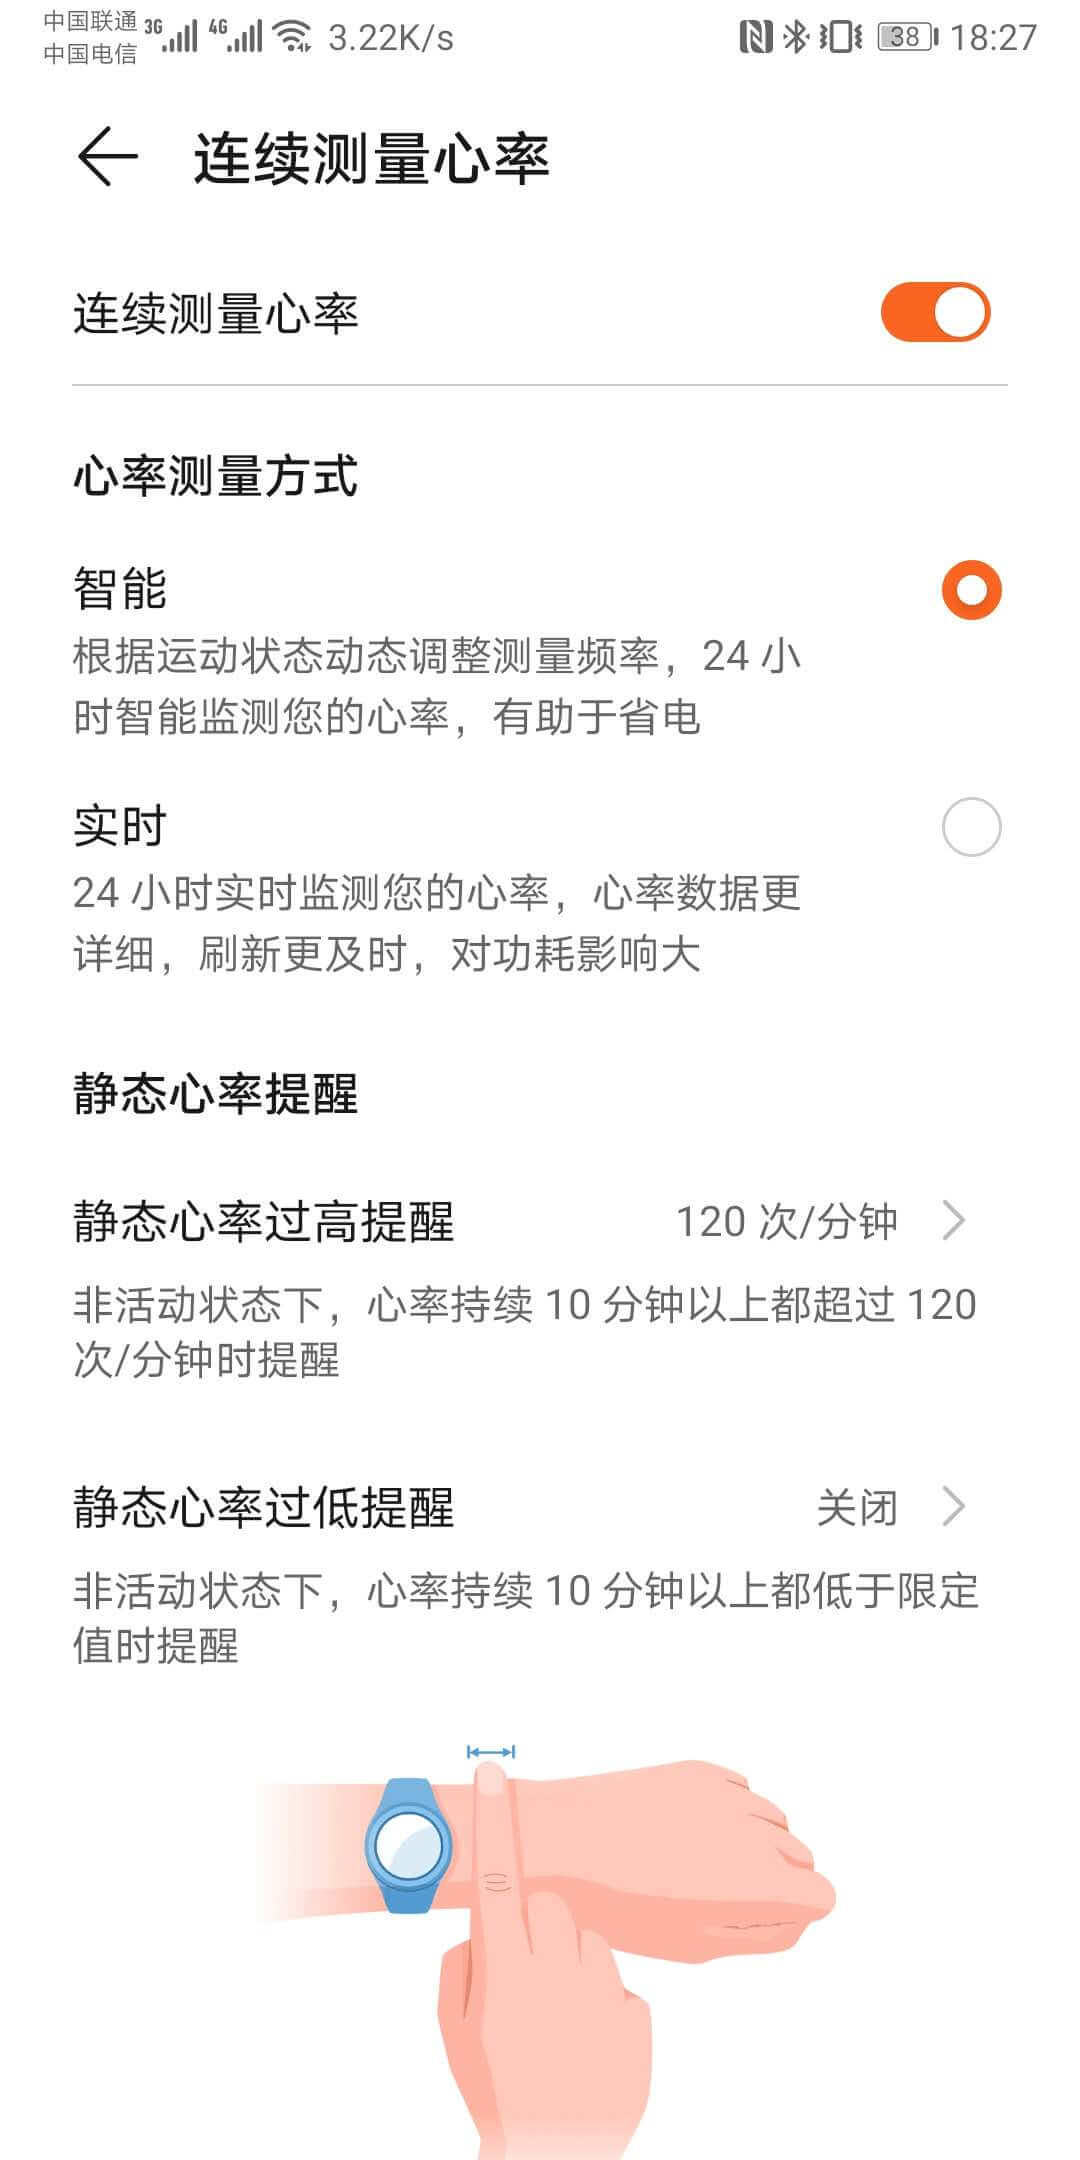 中国联通 3G 4G 3.22K/s 38 18:27
中国电信
连续测量心率
连续测量心率
心率测量方式
智能
根据运动状态动态调整测量频率，24 小
时智能监测您的心率，有助于省电
实时
24 小时实时监测您的心率，心率数据更
详细，刷新更及时，对功耗影响大
静态心率提醒
静态心率过高提醒 120 次/分钟
非活动状态下，心率持续 10 分钟以上都超过 120
次/分钟时提醒
静态心率过低提醒 关闭
非活动状态下，心率持续 10 分钟以上都低于限定
值时提醒